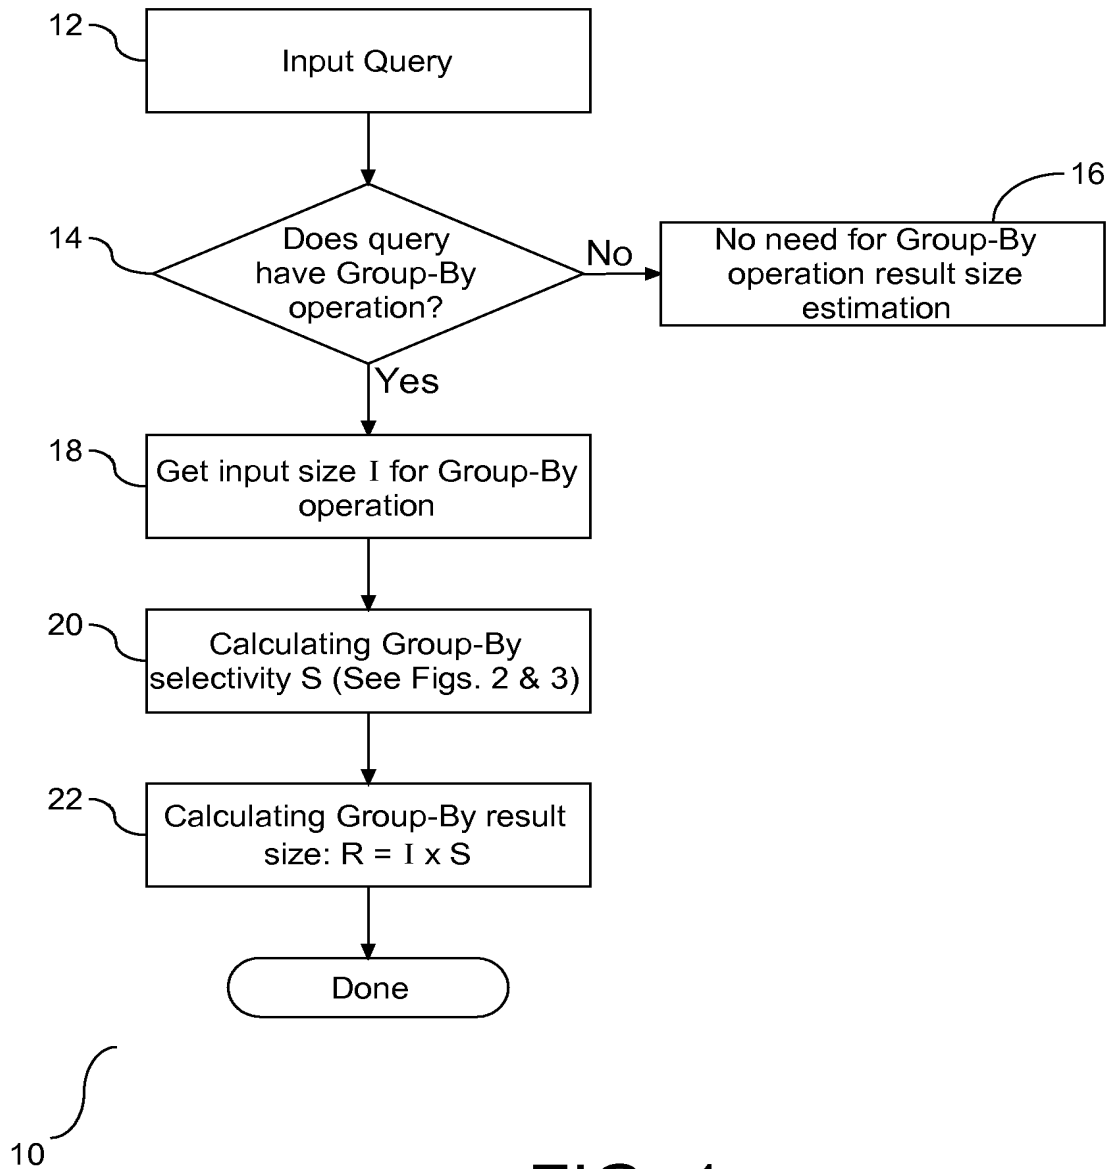 12
Input Query
16
14
Does query
have Group-By
operation?
No
No need for Group-By
operation result size
estimation
Yes
18
Get input size I for Group-By
operation
20
Calculating Group-By
selectivity S (See Figs. 2 & 3)
22
Calculating Group-By result
size: R = I x S
Done
10